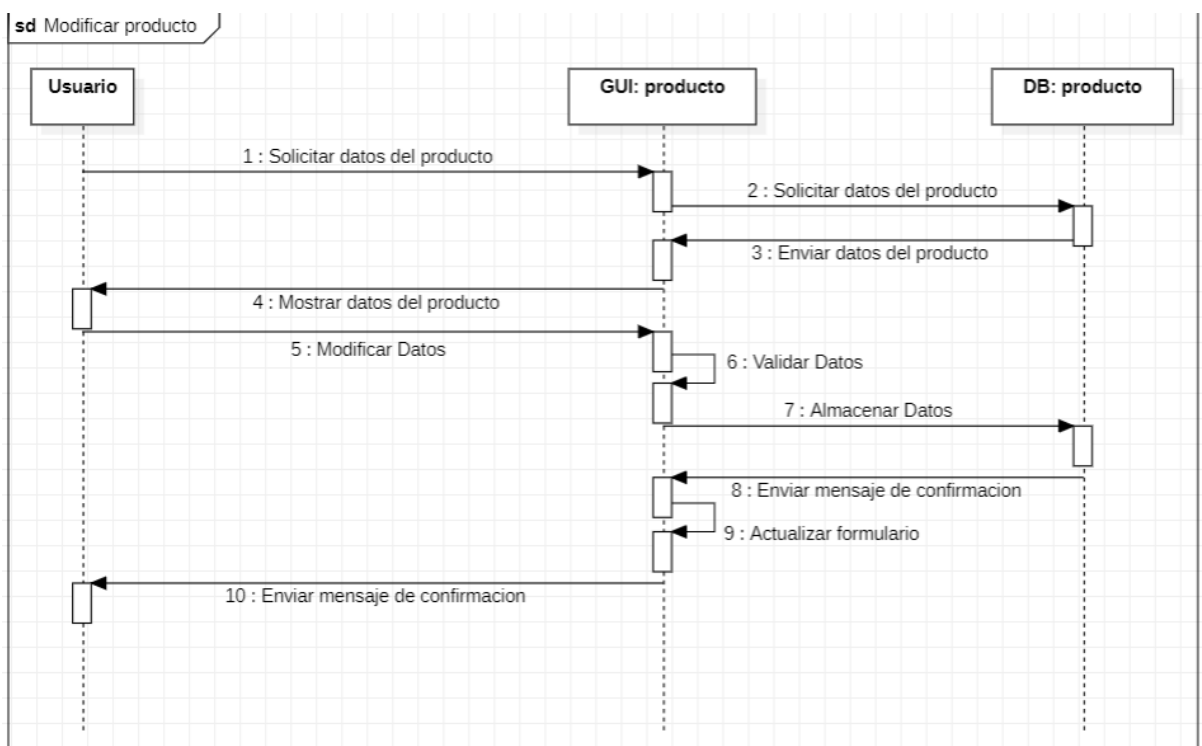 sd Modificar producto
Usuario
GUI: producto
DB: producto
1 : Solicitar datos del producto
2 : Solicitar datos del producto
3 : Enviar datos del producto
4 : Mostrar datos del producto
5 : Modificar Datos
6 : Validar Datos
7 : Almacenar Datos
8 : Enviar mensaje de confirmacion
9 : Actualizar formulario
10 : Enviar mensaje de confirmacion